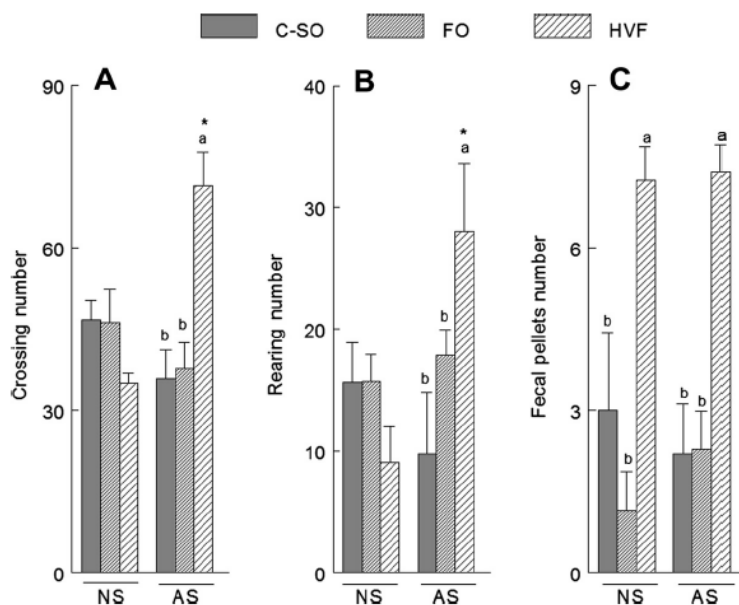 C-SO FO HVF
A B C
90 40 9
* *
a a a a
b b b b b b b b
60 30 6
20
30 3
10
0 0 0
Crossing number
Rearing number
Fecal pellets number
NS AS NS AS NS AS